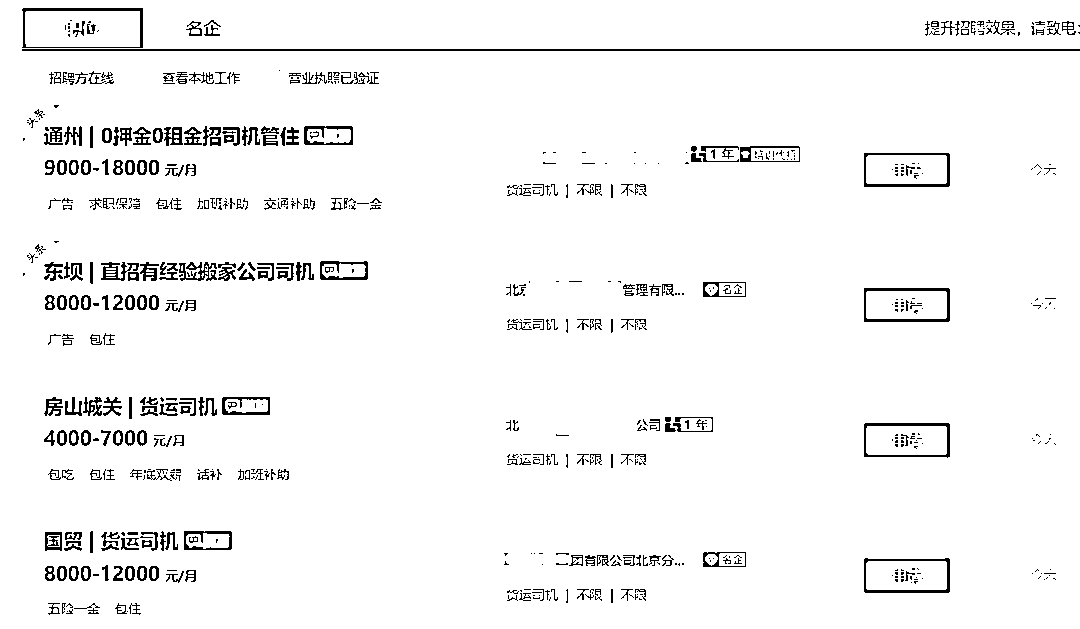 名企
提升招聘效果，请致电:
招聘方在线 查看本地工作 营业执照已验证
头条
通州 | 0押金0租金招司机管住
1 年
9000-18000 元/月
货运司机 | 不限 | 不限
申请
今天
广告 求职保障 包住 加班补助 交通补助 五险一金
头条
东坝 | 直招有经验搬家公司司机
北京 管理有限... 名企
8000-12000 元/月
货运司机 | 不限 | 不限
申请
今天
广告 包住
房山城关 | 货运司机
北 公司 1 年
4000-7000 元/月
货运司机 | 不限 | 不限
申请
今天
包吃 包住 年底双薪 话补 加班补助
国贸 | 货运司机
团有限公司北京分... 名企
8000-12000 元/月
货运司机 | 不限 | 不限
申请
今天
五险一金 包住